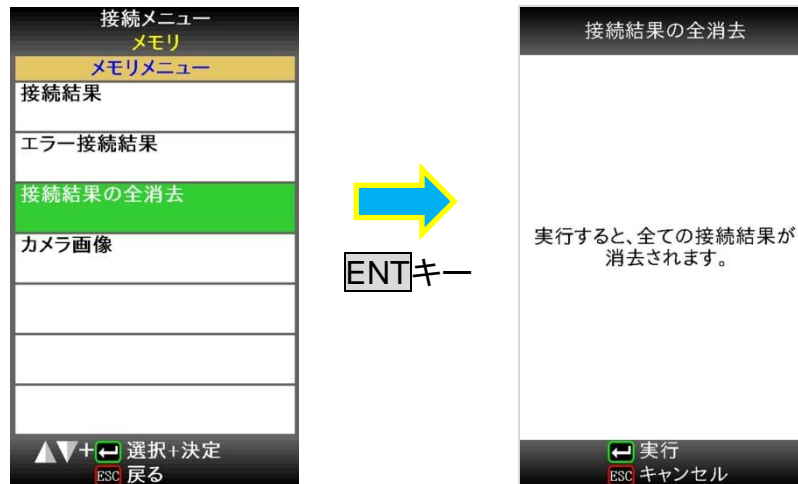 接続メニュー
メモリ
メモリメニュー
接続結果
エラー接続結果
接続結果の全消去
カメラ画像
▲▼+ 選択+決定
ESC 戻る
ENTキー
接続結果の全消去
実行すると、全ての接続結果が
消去されます。
実行
ESC キャンセル